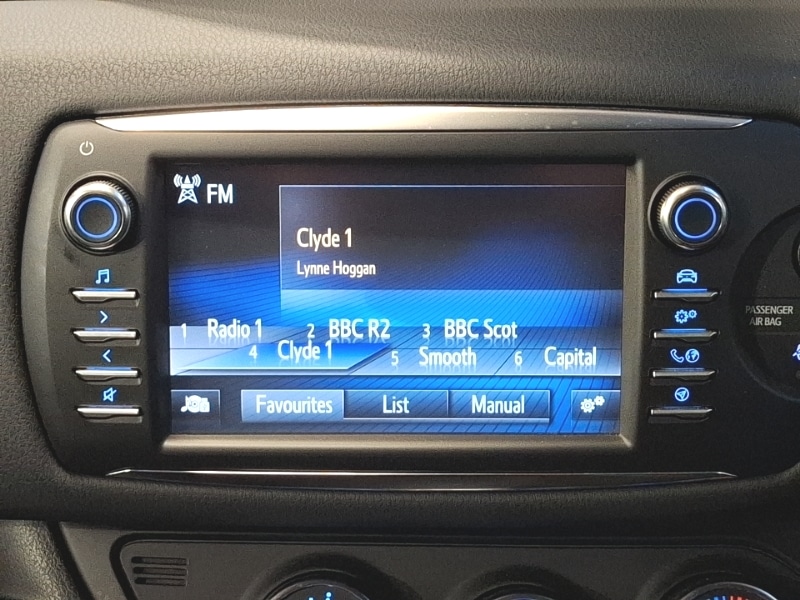 FM
Clyde 1
Lynne Hoggan
1 Radio 1 2 BBC R2 3 BBC Scot
4 Clyde 1 5 Smooth 6 Capital
Favourites List Manual
PASSENGER
AIR BAG